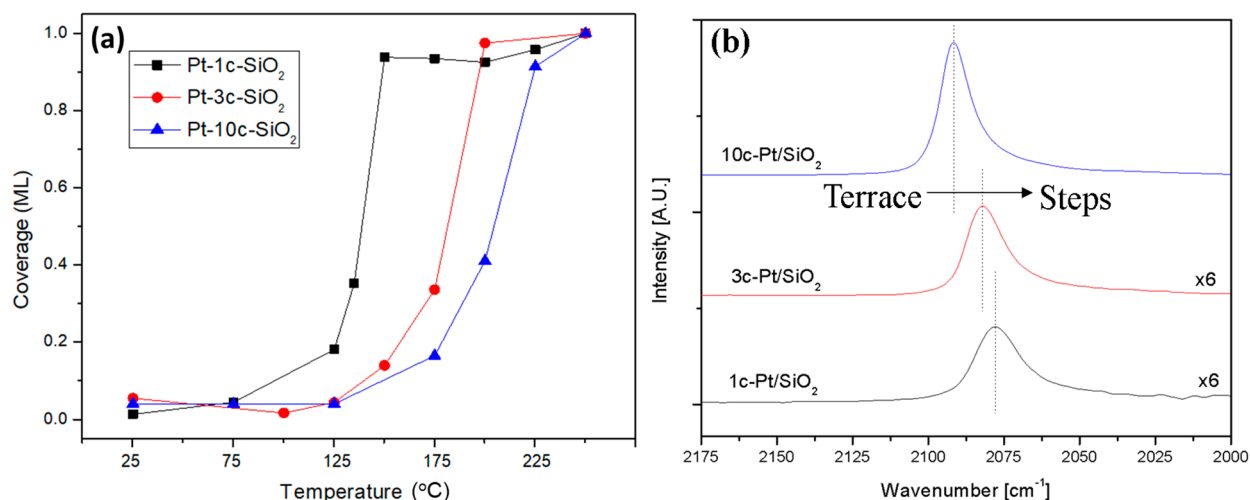 (a)
Pt-1c-SiO₂
Pt-3c-SiO₂
Pt-10c-SiO₂
Coverage (ML)
1.0
0.8
0.6
0.4
0.2
0.0
25 75 125 175 225
Temperature (°C)
(b)
Intensity [A.U.]
10c-Pt/SiO₂
Terrace Steps
3c-Pt/SiO₂ x6
1c-Pt/SiO₂ x6
2175 2150 2125 2100 2075 2050 2025 2000
Wavenumber [cm⁻¹]